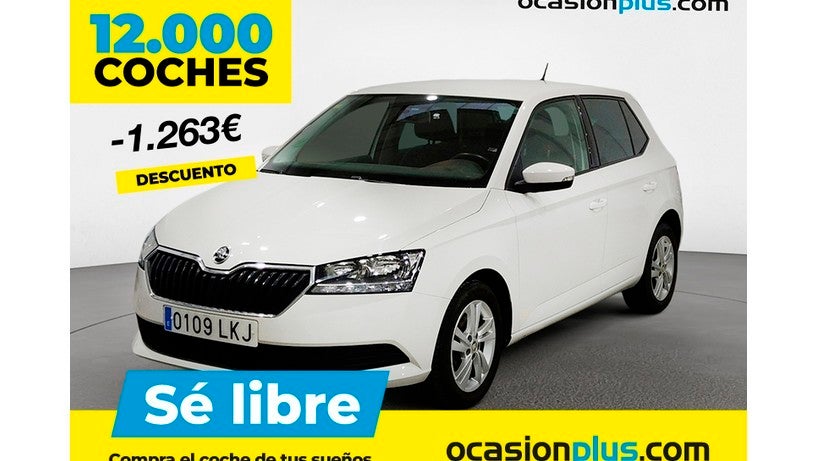 ocasionplus.com
12.000
COCHES
-1.263€
DESCUENTO
0109 LKJ
Sé libre
Compra el coche de tus sueños
ocasionplus.com